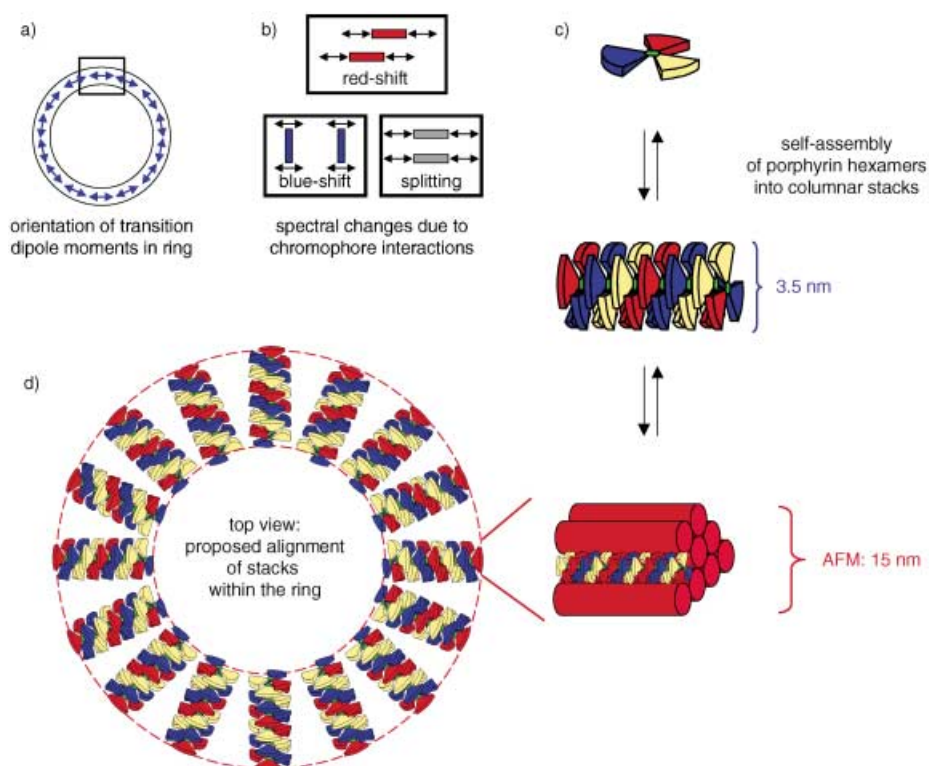 a)
orientation of transition
dipole moments in ring
b)
red-shift
blue-shift
splitting
spectral changes due to
chromophore interactions
c)
self-assembly
of porphyrin hexamers
into columnar stacks
3.5 nm
d)
top view:
proposed alignment
of stacks
within the ring
AFM: 15 nm